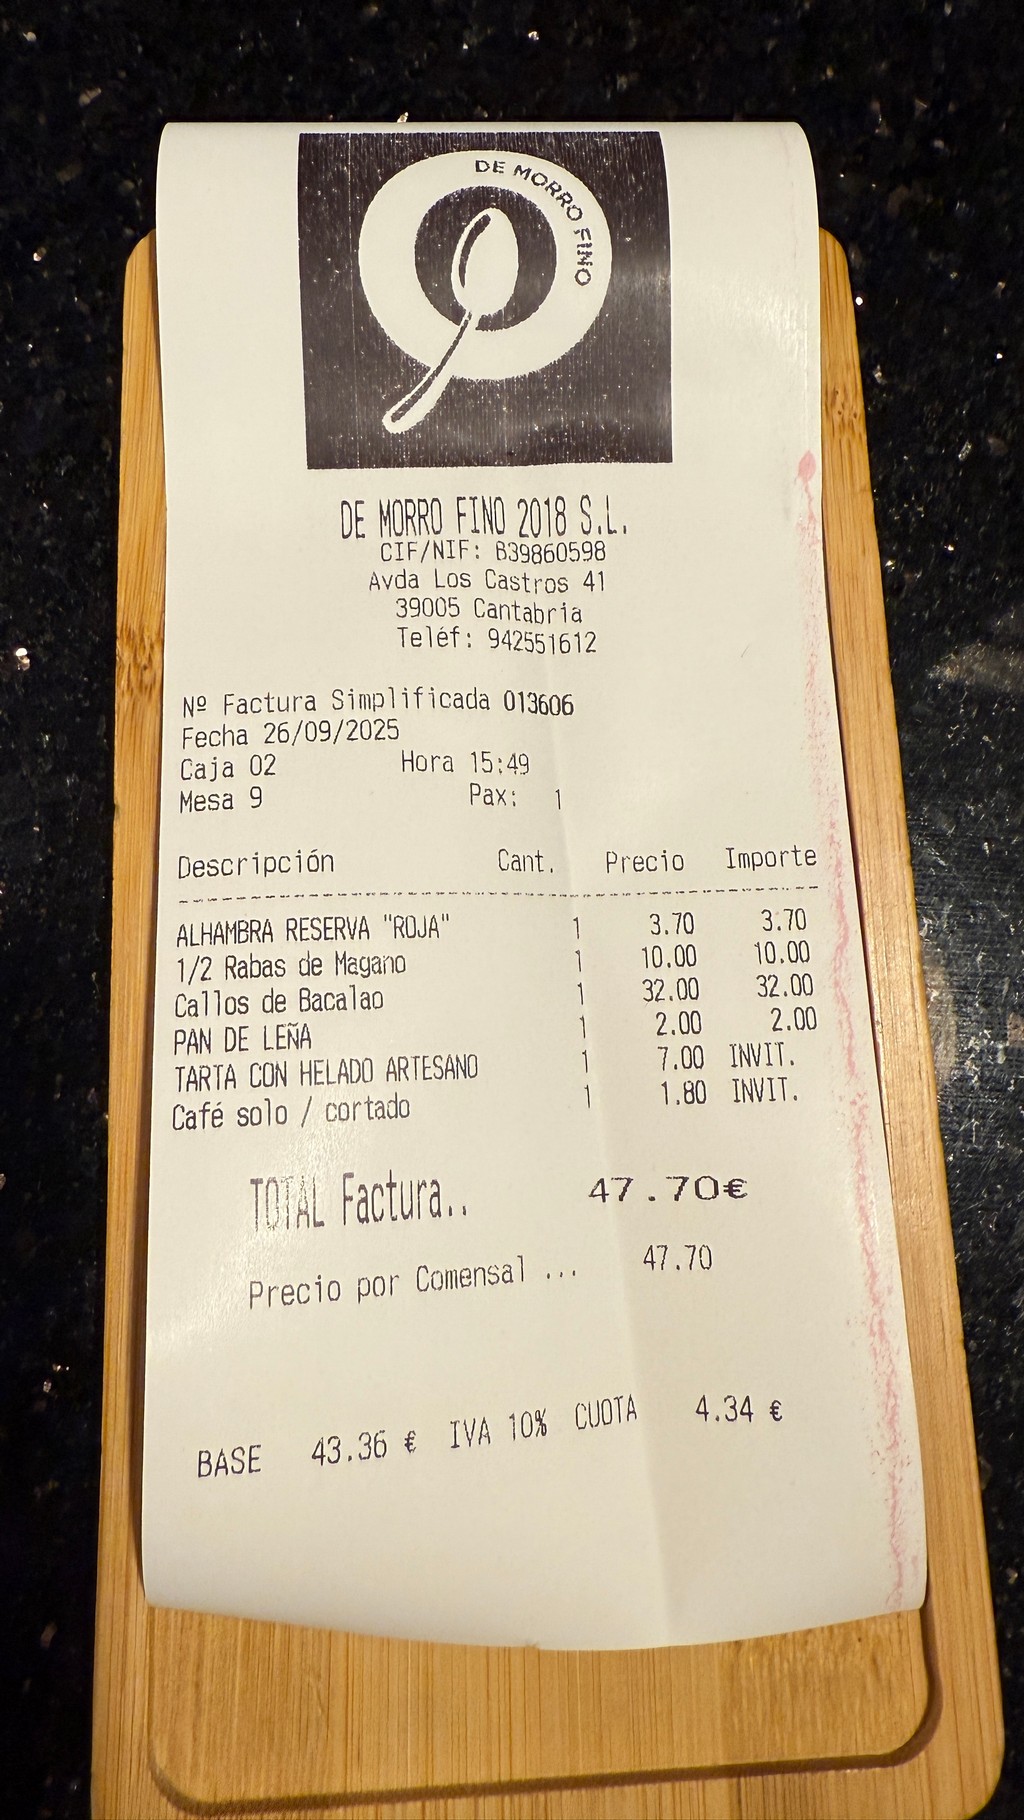 DE MORRO FINO
DE MORRO FINO 2018 S.L.
CIF/NIF: B39860598
Avda Los Castros 41
39005 Cantabria
Teléf: 942551612
Nº Factura Simplificada 013606
Fecha 26/09/2025
Caja 02 Hora 15:49
Mesa 9 Pax: 1
Descripción Cant. Precio Importe
ALHAMBRA RESERVA "ROJA" 1 3.70 3.70
1/2 Rabas de Magano 1 10.00 10.00
Callos de Bacalao 1 32.00 32.00
PAN DE LEÑA 1 2.00 2.00
TARTA CON HELADO ARTESANO 1 7.00 INVIT.
Café solo / cortado 1 1.80 INVIT.
TOTAL Factura.. 47.70€
Precio por Comensal ... 47.70
BASE 43.36 € IVA 10% CUOTA 4.34 €